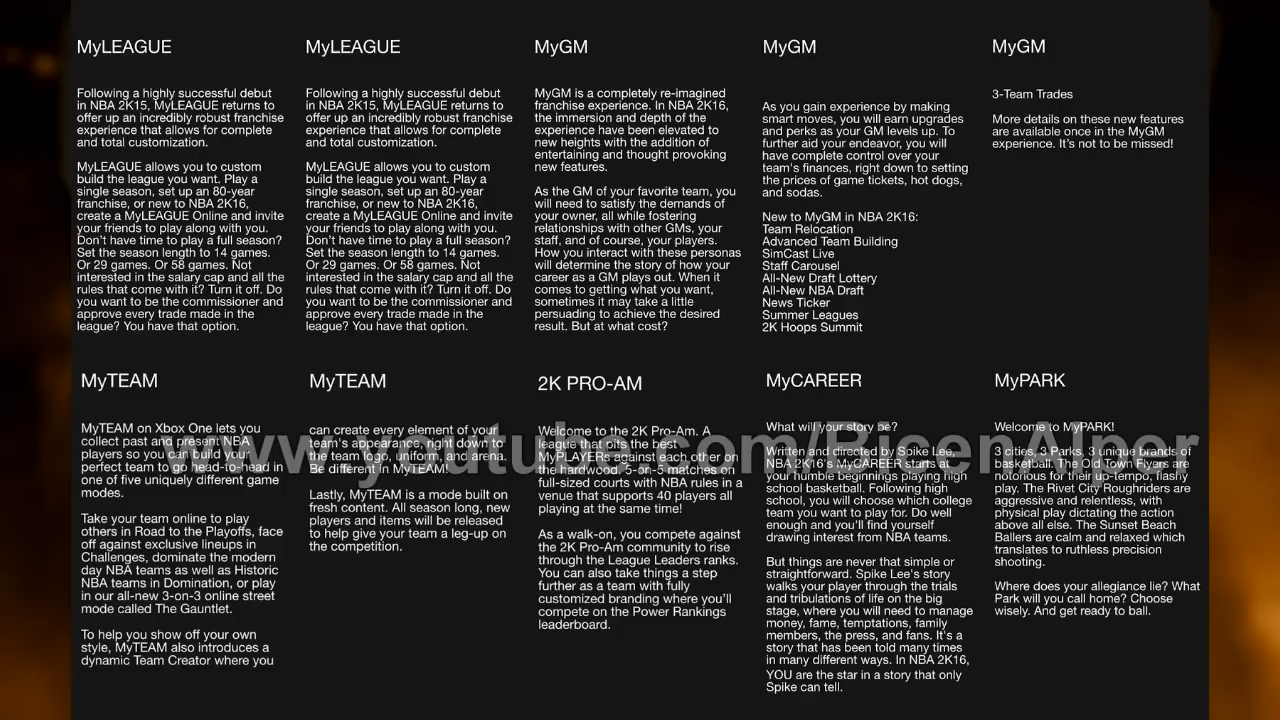 MyLEAGUE
Following a highly successful debut
in NBA 2K15, MyLEAGUE returns to
offer up an incredibly robust franchise
experience that allows for complete
and total customization.
MyLEAGUE allows you to custom
build the league you want. Play a
single season, set up an 80-year
franchise, or new to NBA 2K16,
create a MyLEAGUE Online and invite
your friends to play along with you.
Don't have time to play a full season?
Set the season length to 14 games.
Or 29 games. Or 58 games. Not
interested in the salary cap and all the
rules that come with it? Turn it off. Do
you want to be the commissioner and
approve every trade made in the
league? You have that option.
MyLEAGUE
Following a highly successful debut
in NBA 2K15, MyLEAGUE returns to
offer up an incredibly robust franchise
experience that allows for complete
and total customization.
MyLEAGUE allows you to custom
build the league you want. Play a
single season, set up an 80-year
franchise, or new to NBA 2K16,
create a MyLEAGUE Online and invite
your friends to play along with you.
Don't have time to play a full season?
Set the season length to 14 games.
Or 29 games. Or 58 games. Not
interested in the salary cap and all the
rules that come with it? Turn it off. Do
you want to be the commissioner and
approve every trade made in the
league? You have that option.
MyGM
MyGM is a completely re-imagined
franchise experience. In NBA 2K16,
the immersion and depth of the
experience have been elevated to
new heights with the addition of
entertaining and thought provoking
new features.
As the GM of your favorite team, you
will need to satisfy the demands of
your owner, all while fostering
relationships with other GMs, your
staff, and of course, your players.
How you interact with these personas
will determine the story of how your
career as a GM plays out. When it
comes to getting what you want,
sometimes it may take a little
persuading to achieve the desired
result. But at what cost?
MyGM
As you gain experience by making
smart moves, you will earn upgrades
and perks as your GM levels up. To
further aid your endeavor, you will
have complete control over your
team's finances, right down to setting
the prices of game tickets, hot dogs,
and sodas.
New to MyGM in NBA 2K16:
Team Relocation
Advanced Team Building
SimCast Live
Staff Carousel
All-New Draft Lottery
All-New NBA Draft
News Ticker
Summer Leagues
2K Hoops Summit
MyGM
3-Team Trades
More details on these new features
are available once in the MyGM
experience. It's not to be missed!
MyTEAM
MyTEAM on Xbox One lets you
collect past and present NBA
players so you can build your
perfect team to go head-to-head in
one of five uniquely different game
modes.
Take your team online to play
others in Road to the Playoffs, face
off against exclusive lineups in
Challenges, dominate the modern
day NBA teams as well as Historic
NBA teams in Domination, or play
in our all-new 3-on-3 online street
mode called The Gauntlet.
To help you show off your own
style, MyTEAM also introduces a
dynamic Team Creator where you
MyTEAM
can create every element of your
team's appearance, right down to
the team logo, uniform, and arena.
Be different in MyTEAM!
Lastly, MyTEAM is a mode built on
fresh content. All season long, new
players and items will be released
to help give your team a leg-up on
the competition.
2K PRO-AM
Welcome to the 2K Pro-Am. A
league that pits the best
MyPLAYERS against each other on
the hardwood. 5-on-5 matches on
full-sized courts with NBA rules in a
venue that supports 40 players all
playing at the same time!
As a walk-on, you compete against
the 2K Pro-Am community to rise
through the League Leaders ranks.
You can also take things a step
further as a team with fully
customized branding where you'll
compete on the Power Rankings
leaderboard.
MyCAREER
What will your story be?
Written and directed by Spike Lee,
NBA 2K16's MyCAREER starts at
your humble beginnings playing high
school basketball. Following high
school, you will choose which college
team you want to play for. Do well
enough and you'll find yourself
drawing interest from NBA teams.
But things are never that simple or
straightforward. Spike Lee's story
walks your player through the trials
and tribulations of life on the big
stage, where you will need to manage
money, fame, temptations, family
members, the press, and fans. It's a
story that has been told many times
in many different ways. In NBA 2K16,
YOU are the star in a story that only
Spike can tell.
MyPARK
Welcome to MyPARK!
3 cities, 3 Parks, 3 unique brands of
basketball. The Old Town Flyers are
notorious for their up-tempo, flashy
play. The Rivet City Roughriders are
aggressive and relentless, with
physical play dictating the action
above all else. The Sunset Beach
Ballers are calm and relaxed which
translates to ruthless precision
shooting.
Where does your allegiance lie? What
Park will you call home? Choose
wisely. And get ready to ball.
www.youtube.com/BicenAlper